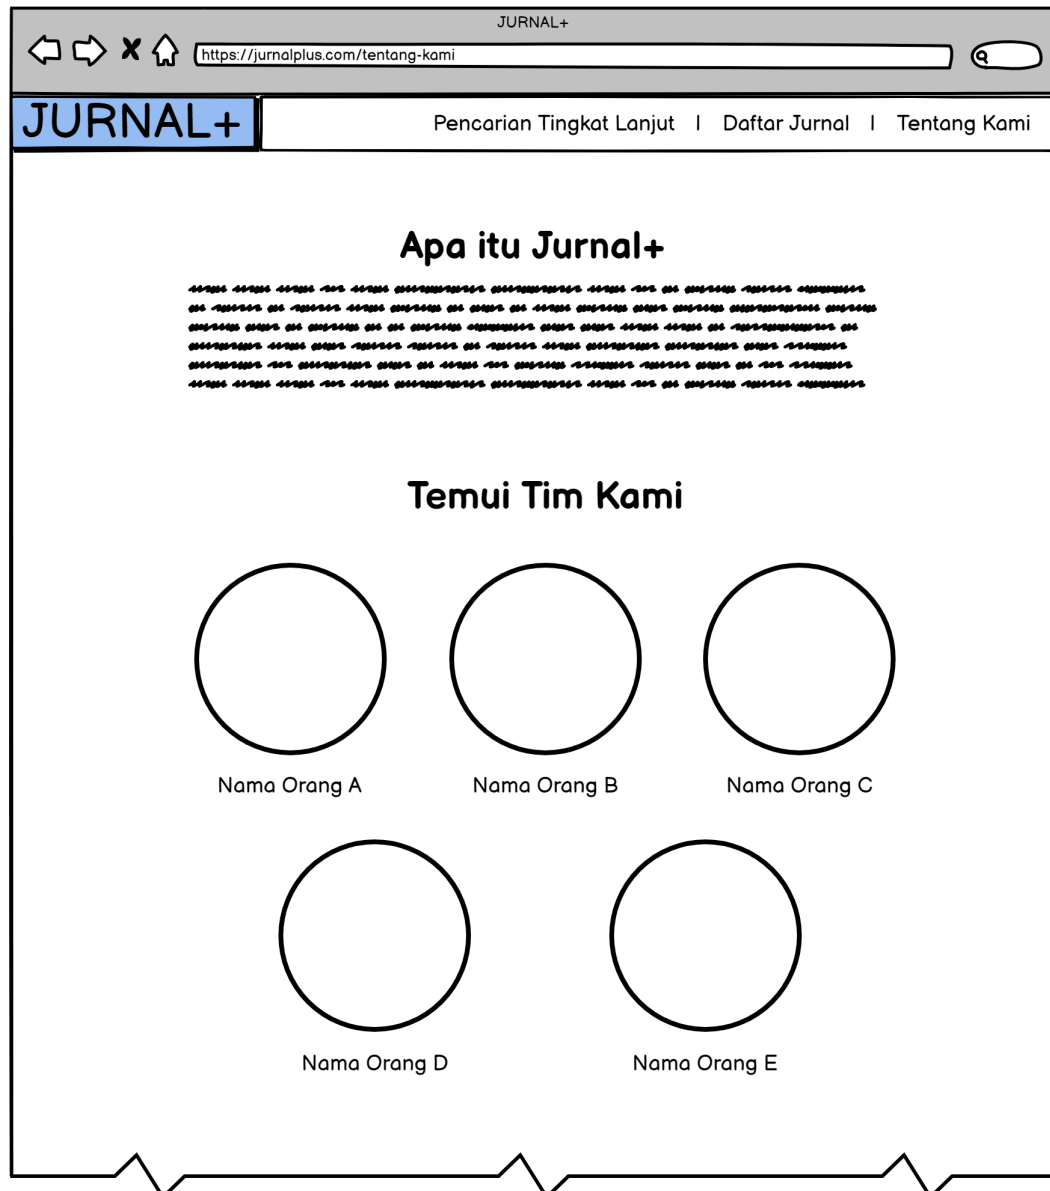 JURNAL+
https://jurnalplus.com/tentang-kami
JURNAL+
Pencarian Tingkat Lanjut | Daftar Jurnal | Tentang Kami
Apa itu Jurnal+
Temui Tim Kami
Nama Orang A
Nama Orang B
Nama Orang C
Nama Orang D
Nama Orang E